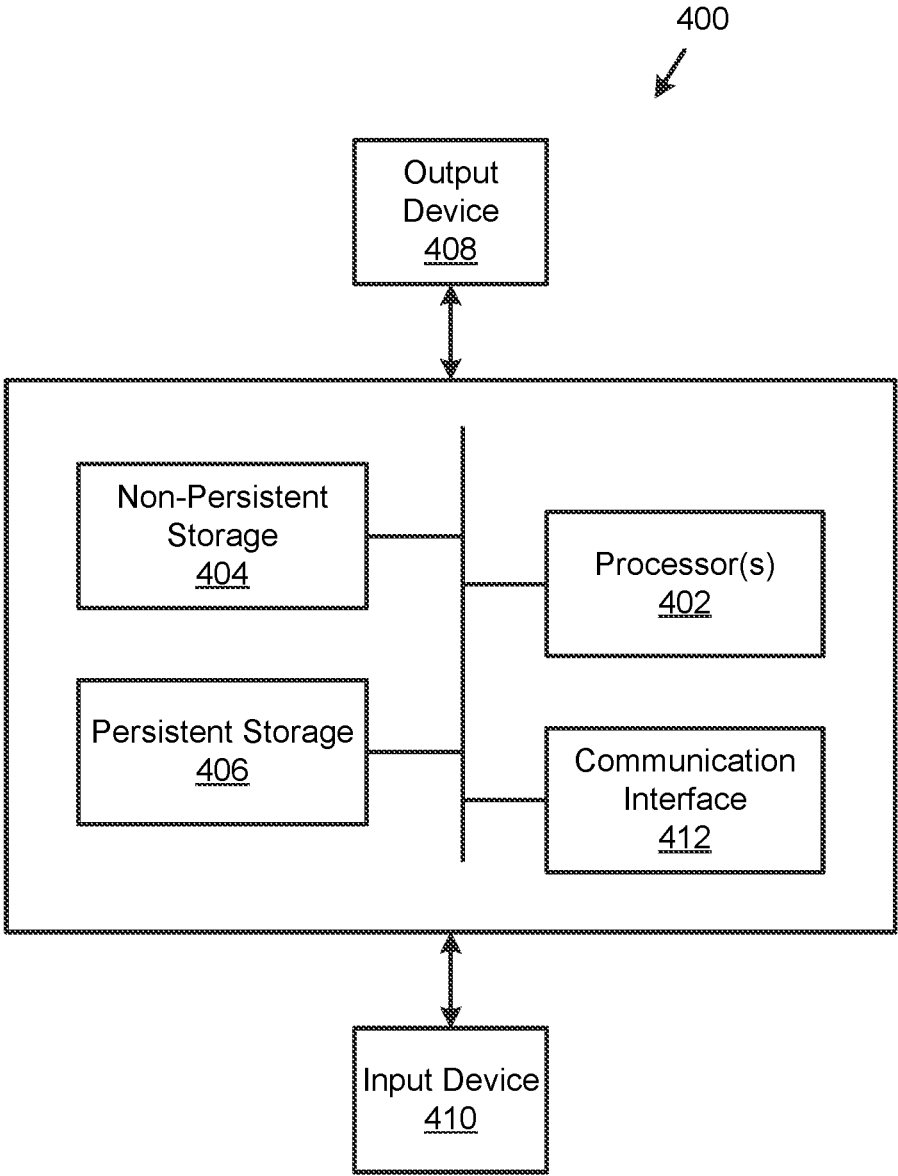 400
Output
Device
408
Non-Persistent
Storage
404
Processor(s)
402
Persistent Storage
406
Communication
Interface
412
Input Device
410